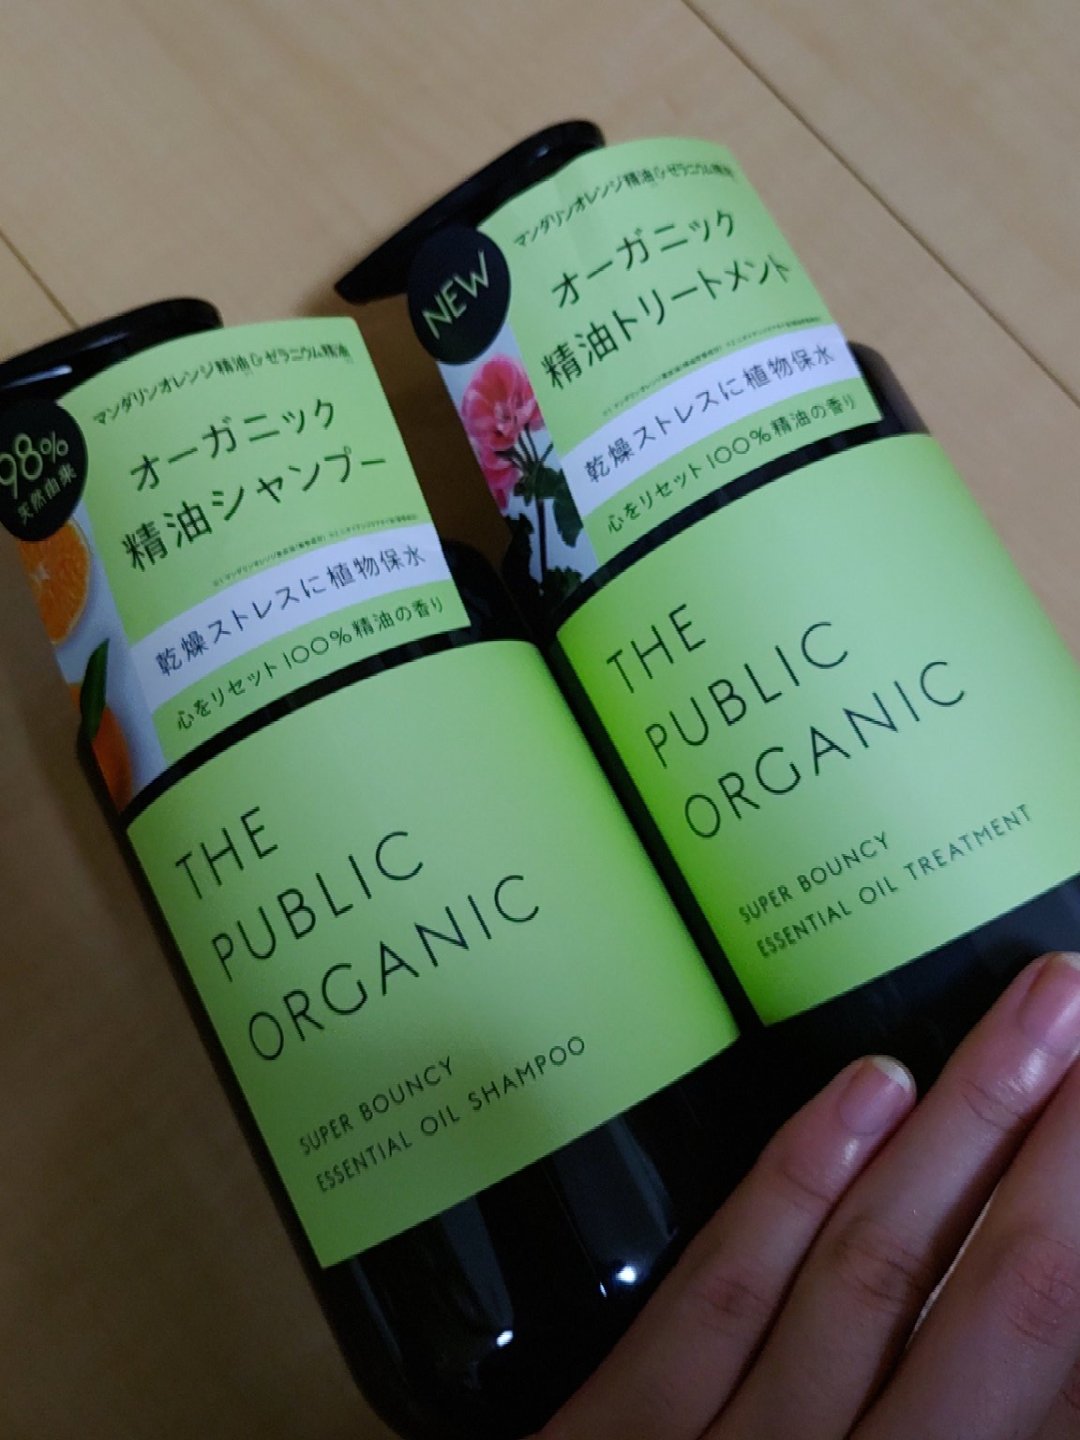 マンダリンオレンジ精油&ゼラニウム精油
オーガニック
精油シャンプー
98%
天然由来
乾燥ストレスに植物保水
心をリセット100%精油の香り
THE
PUBLIC
ORGANIC
SUPER BOUNCY
ESSENTIAL OIL SHAMPOO
マンダリンオレンジ精油&ゼラニウム精油
オーガニック
精油トリートメント
NEW
乾燥ストレスに植物保水
心をリセット100%精油の香り
THE
PUBLIC
ORGANIC
SUPER BOUNCY
ESSENTIAL OIL TREATMENT